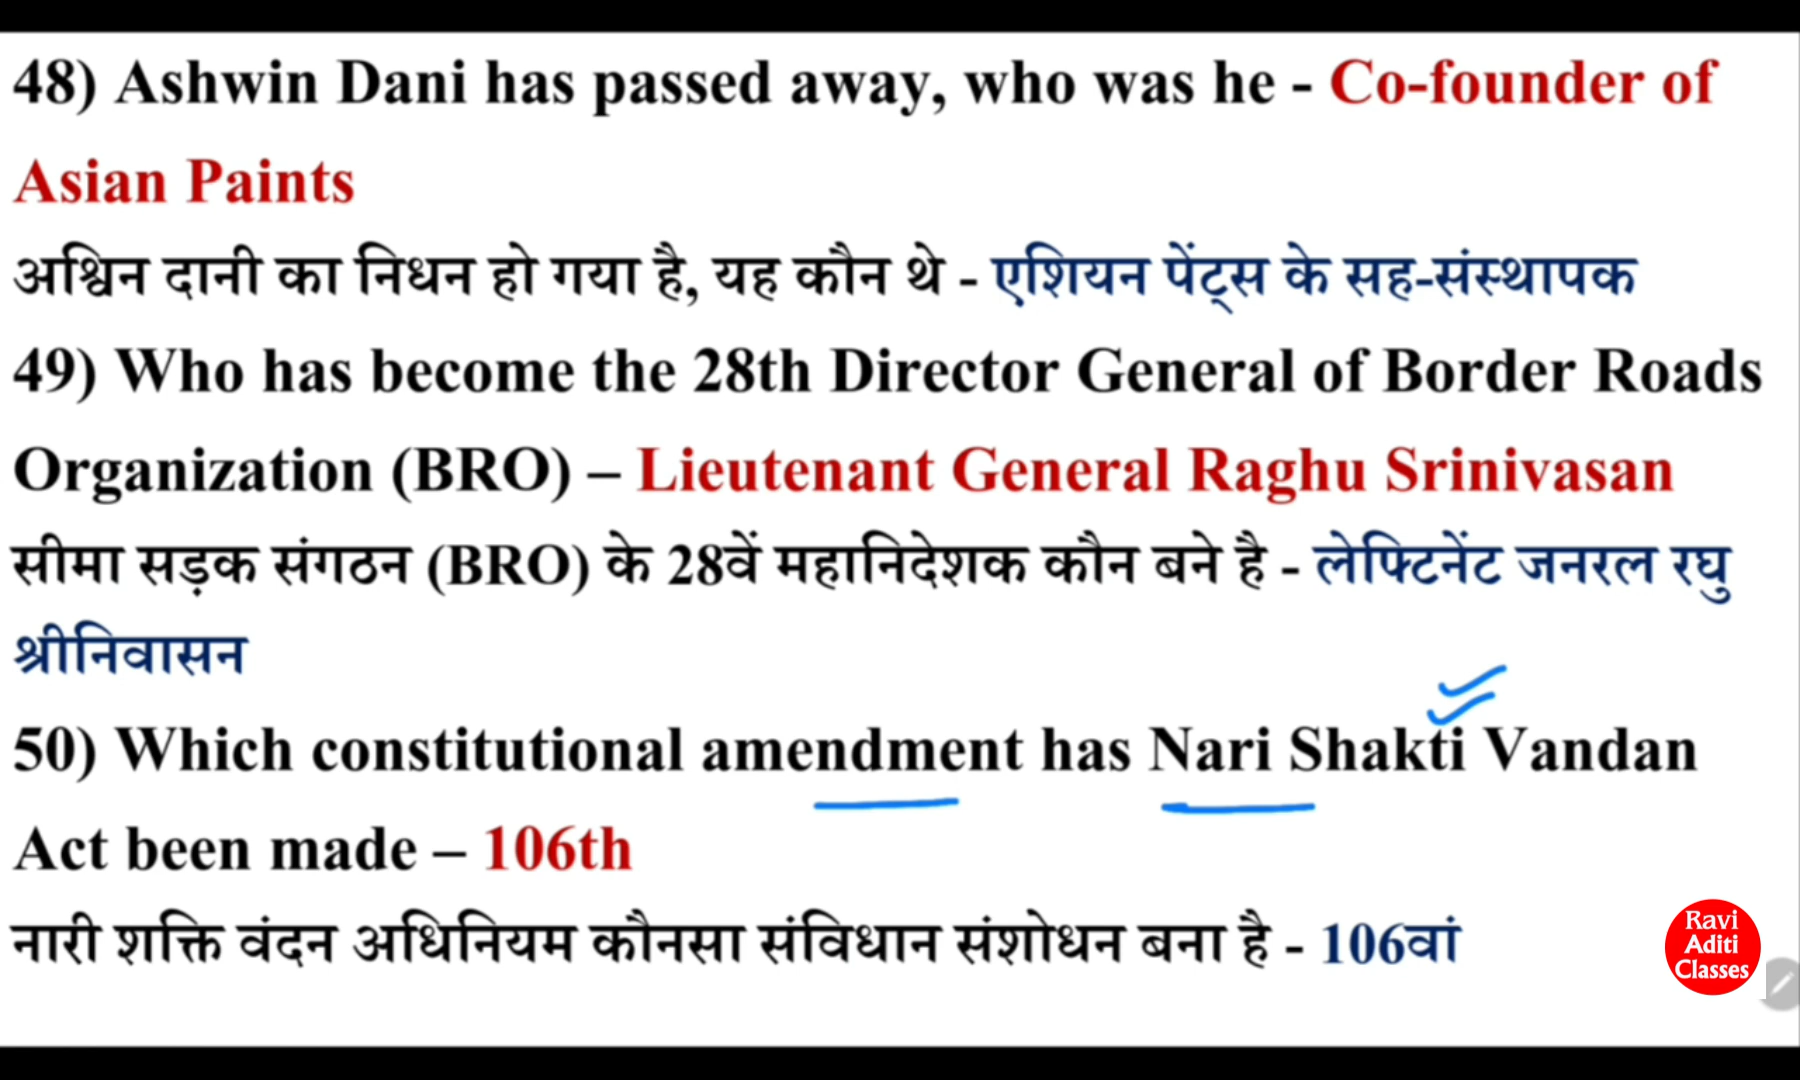 48) Ashwin Dani has passed away, who was he - Co-founder of
Asian Paints
अश्विन दानी का निधन हो गया है, यह कौन थे - एशियन पेंट्स के सह-संस्थापक
49) Who has become the 28th Director General of Border Roads
Organization (BRO) – Lieutenant General Raghu Srinivasan
सीमा सड़क संगठन (BRO) के 28वें महानिदेशक कौन बने है - लेफ्टिनेंट जनरल रघु
श्रीनिवासन
50) Which constitutional amendment has Nari Shakti Vandan
Act been made – 106th
नारी शक्ति वंदन अधिनियम कौनसा संविधान संशोधन बना है - 106वां
Ravi
Aditi
Classes